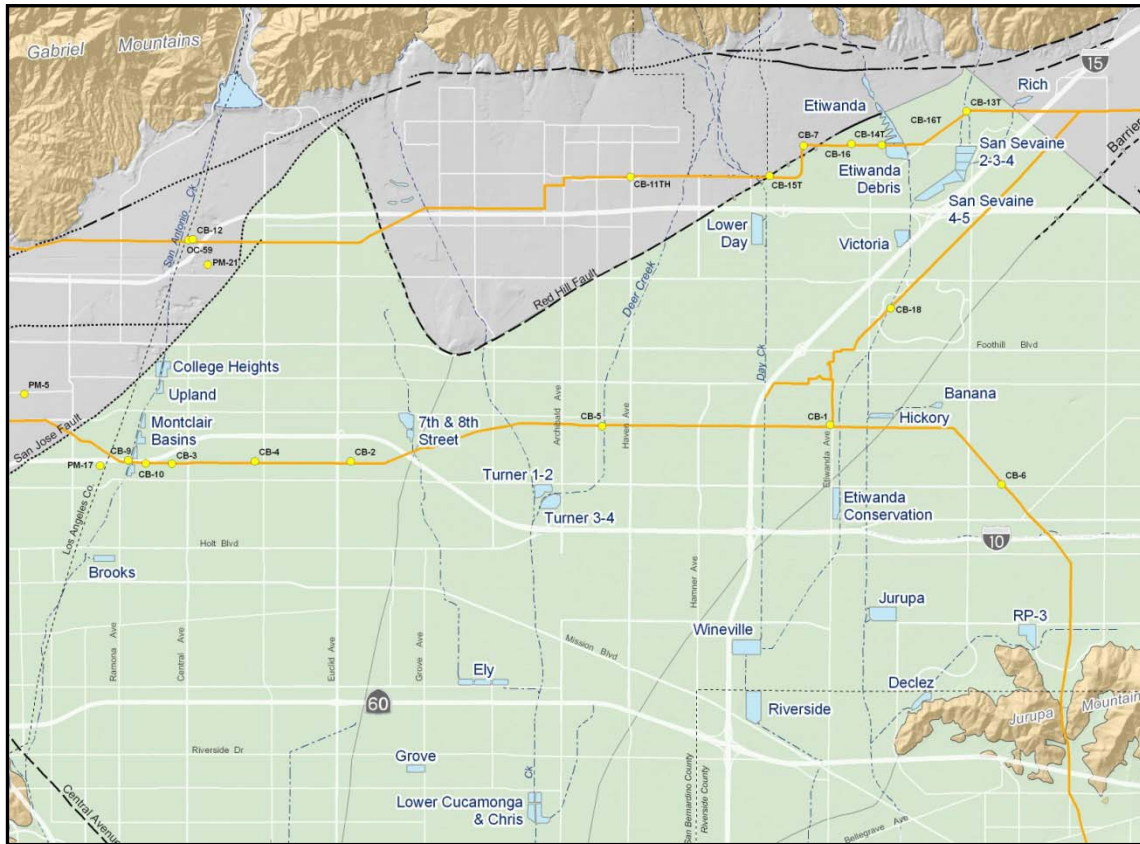 Gabriel Mountains
15
Rich
Etiwanda
CB-13T
CB-16T
CB-7
CB-14T
CB-16
San Sevaine
2-3-4
Barrier
Etiwanda
Debris
CB-11TH
CB-15T
San Antonio Ck
San Sevaine
4-5
Lower
Day
Victoria
CB-12
OC-59
PM-21
Red Hill Fault
Deer Creek
CB-18
Foothill Blvd
College Heights
Day Ck
PM-5
Upland
Banana
Archibald Ave
Haven Ave
Hickory
Montclair
Basins
7th & 8th
Street
CB-5
CB-1
San Jose Fault
Etiwanda Ave
CB-9
CB-3
CB-4
CB-2
PM-17
CB-10
Turner 1-2
CB-6
Turner 3-4
Etiwanda
Conservation
Los Angeles Co.
Holt Blvd
10
Brooks
Hamner Ave
Jurupa
RP-3
Wineville
Ramona Ave
Central Ave
Euclid Ave
Grove Ave
Mission Blvd
Ely
Declez
60
Riverside
Jurupa Mountain
Riverside Dr
Grove
Ck
Lower Cucamonga
& Chris
San Bernardino County
Riverside County
Central Avenue
Bellegrave Ave